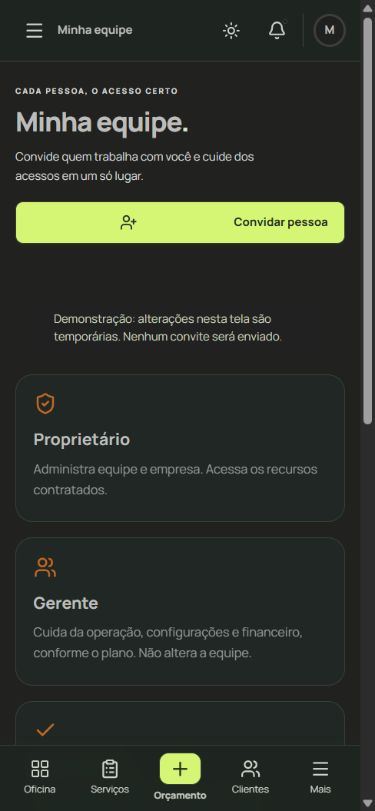 Minha equipe
M
CADA PESSOA, O ACESSO CERTO
Minha equipe.
Convide quem trabalha com você e cuide dos
acessos em um só lugar.
Convidar pessoa
Demonstração: alterações nesta tela são
temporárias. Nenhum convite será enviado.
Proprietário
Administra equipe e empresa. Acessa os recursos
contratados.
Gerente
Cuida da operação, configurações e financeiro,
conforme o plano. Não altera a equipe.
Oficina
Serviços
Orçamento
Clientes
Mais